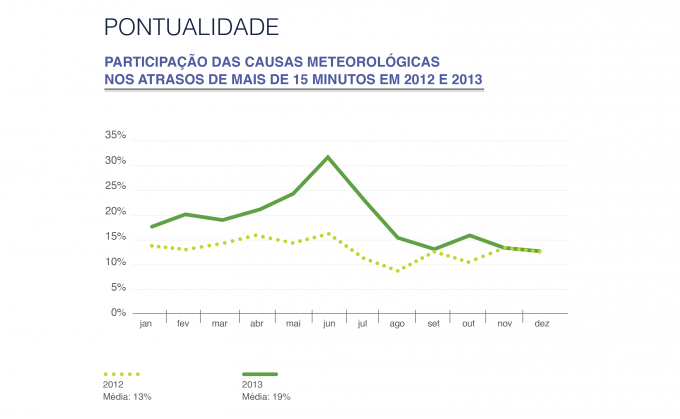 PONTUALIDADE
PARTICIPAÇÃO DAS CAUSAS METEOROLÓGICAS
NOS ATRASOS DE MAIS DE 15 MINUTOS EM 2012 E 2013
35%
30%
25%
20%
15%
10%
5%
0%
jan fev mar abr mai jun jul ago set out nov dez
2012 2013
Média: 13% Média: 19%